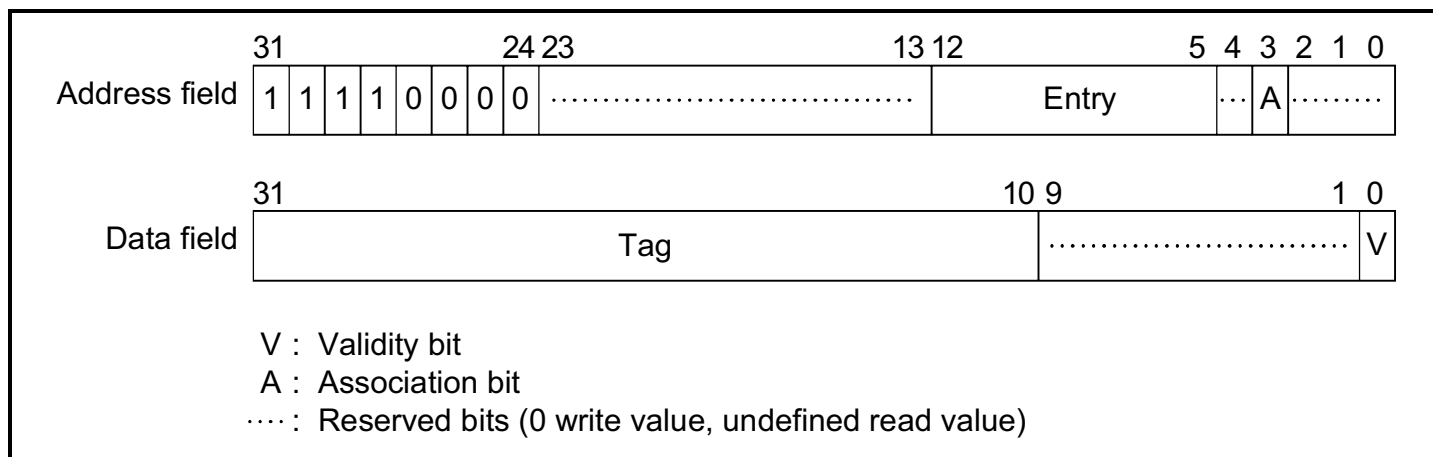 31 24 23 13 12 5 4 3 2 1 0
Address field 1 1 1 1 0 0 0 0 ········ Entry ··· A ········
31 10 9 1 0
Data field Tag ········ V
V : Validity bit
A : Association bit
···· : Reserved bits (0 write value, undefined read value)